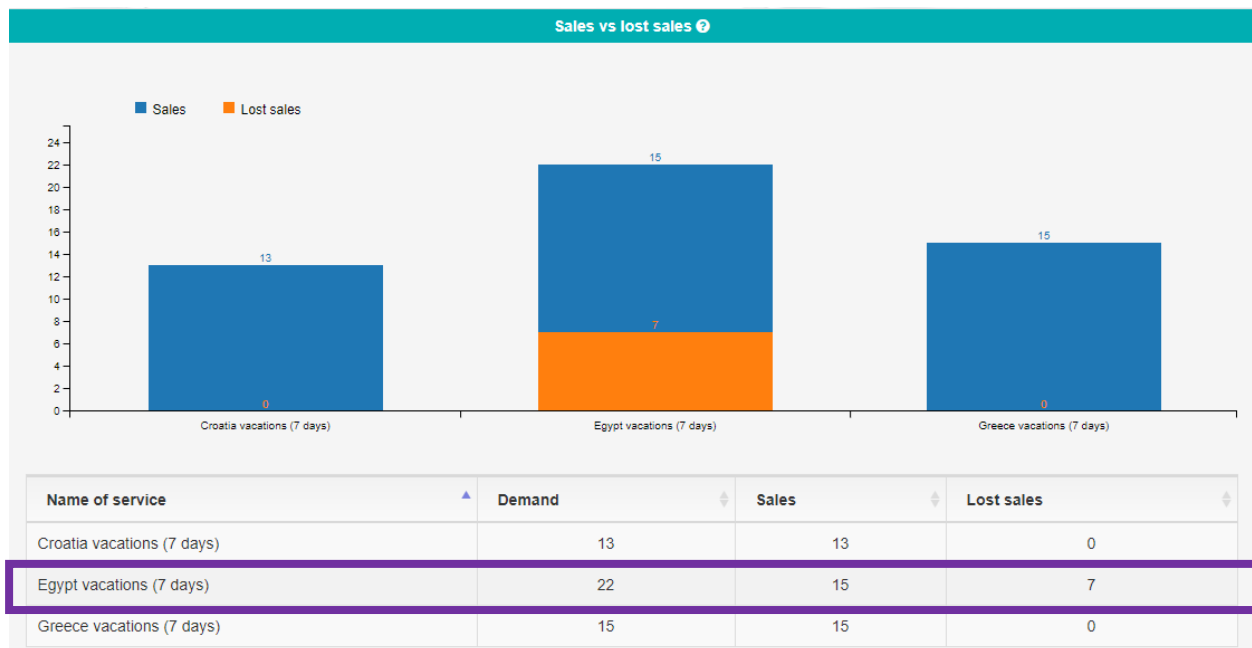 Sales vs lost sales ?
Sales Lost sales
24
22
20
18
16
14
12
10
8
6
4
2
0
13
0
15
7
15
0
Croatia vacations (7 days) Egypt vacations (7 days) Greece vacations (7 days)
Name of service Demand Sales Lost sales
Croatia vacations (7 days) 13 13 0
Egypt vacations (7 days) 22 15 7
Greece vacations (7 days) 15 15 0